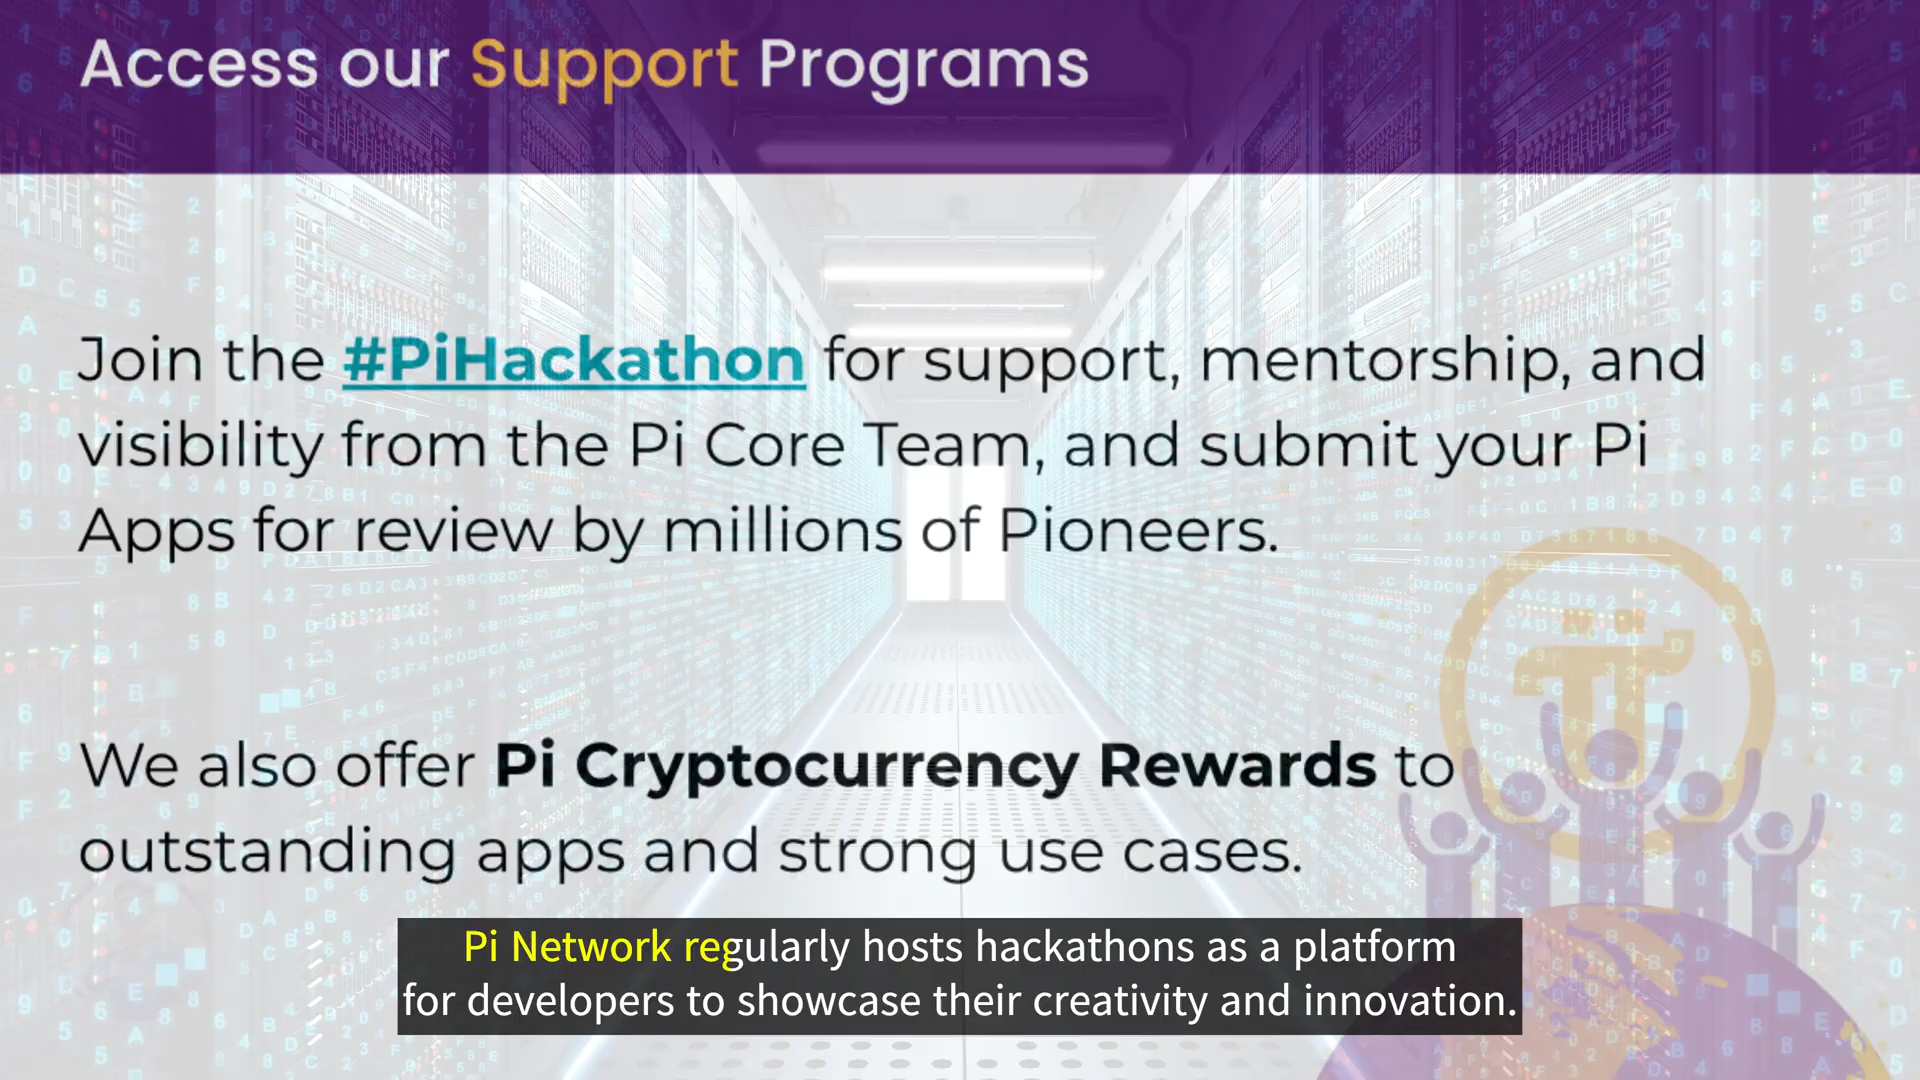 Access our Support Programs
Join the #PiHackathon for support, mentorship, and
visibility from the Pi Core Team, and submit your Pi
Apps for review by millions of Pioneers.
We also offer Pi Cryptocurrency Rewards to
outstanding apps and strong use cases.
Pi Network regularly hosts hackathons as a platform
for developers to showcase their creativity and innovation.